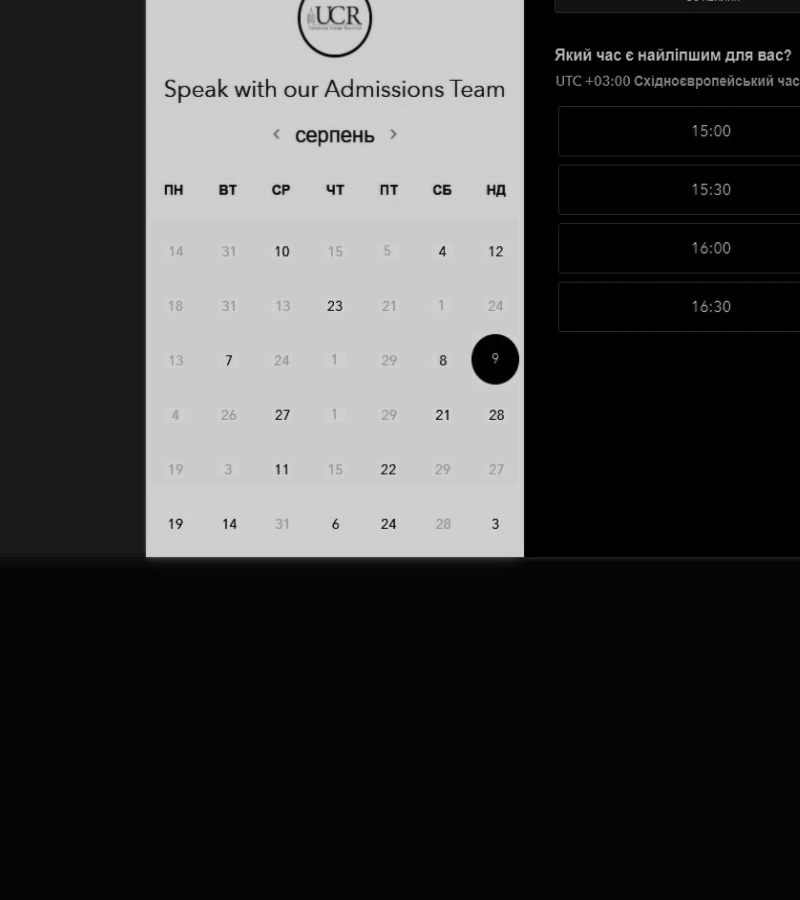 UCR
Speak with our Admissions Team
серпень
ПН ВТ СР ЧТ ПТ СБ НД
14 31 10 15 5 4 12
18 31 13 23 21 1 24
13 7 24 1 29 8 9
4 26 27 1 29 21 28
19 3 11 15 22 29 27
19 14 31 6 24 28 3
Який час є найліпшим для вас?
UTC +03:00 Східноєвропейський час
15:00
15:30
16:00
16:30